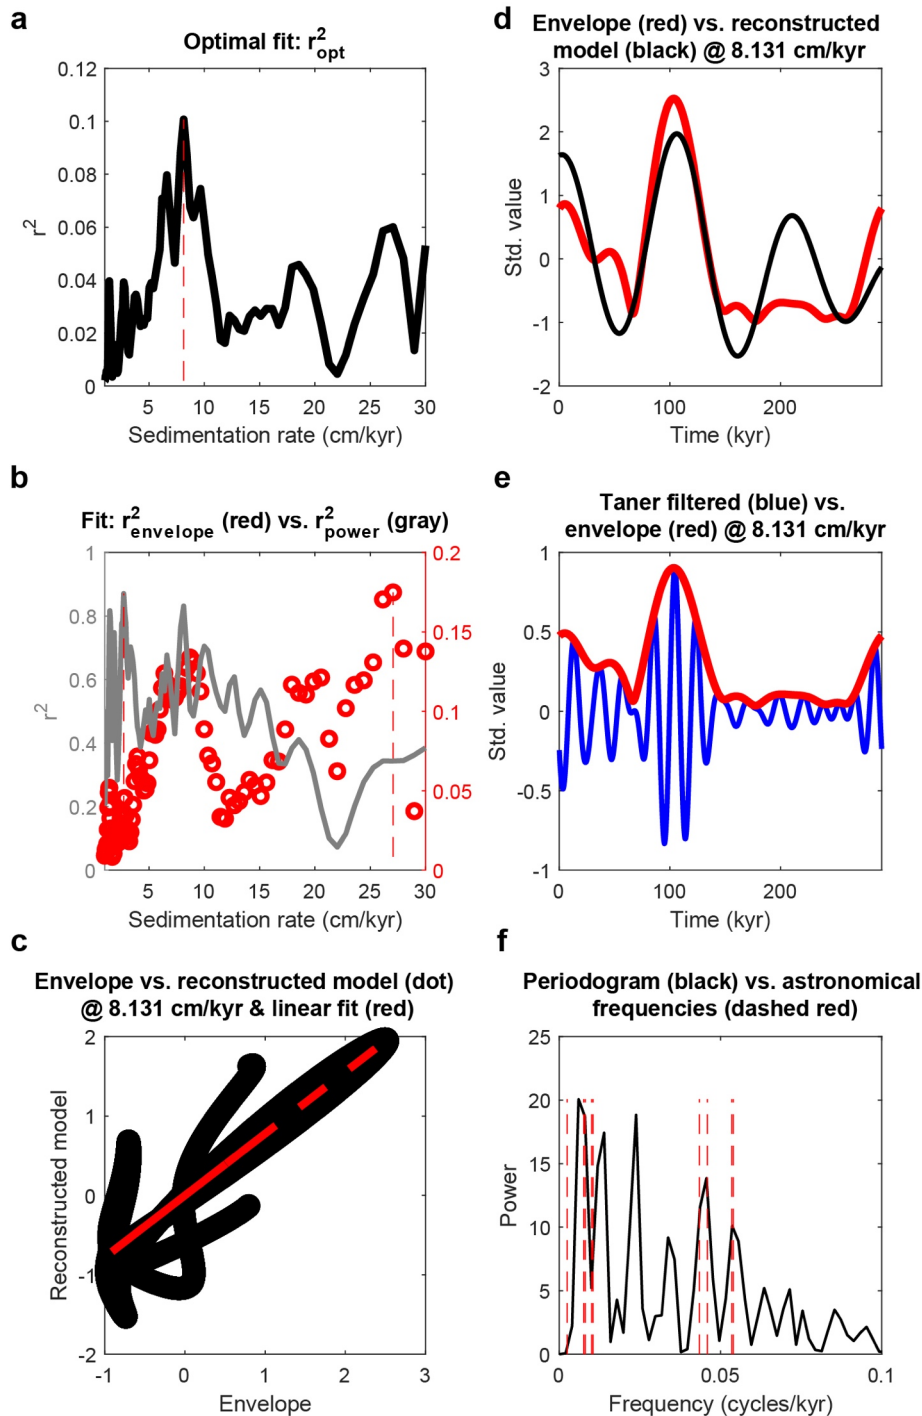 a
Optimal fit: r²opt
0.12
0.1
0.08
0.06
0.04
0.02
0
r²
5 10 15 20 25 30
Sedimentation rate (cm/kyr)
b
Fit: r²envelope (red) vs. r²power (gray)
1
0.8
0.6
0.4
0.2
0
r²
0.2
0.15
0.1
0.05
0
5 10 15 20 25 30
Sedimentation rate (cm/kyr)
c
Envelope vs. reconstructed model (dot)
@ 8.131 cm/kyr & linear fit (red)
2
1
0
-1
-2
Reconstructed model
-1 0 1 2 3
Envelope
d
Envelope (red) vs. reconstructed
model (black) @ 8.131 cm/kyr
3
2
1
0
-1
-2
Std. value
0 100 200
Time (kyr)
e
Taner filtered (blue) vs.
envelope (red) @ 8.131 cm/kyr
1
0.5
0
-0.5
-1
Std. value
0 100 200
Time (kyr)
f
Periodogram (black) vs. astronomical
frequencies (dashed red)
25
20
15
10
5
0
Power
0 0.05 0.1
Frequency (cycles/kyr)